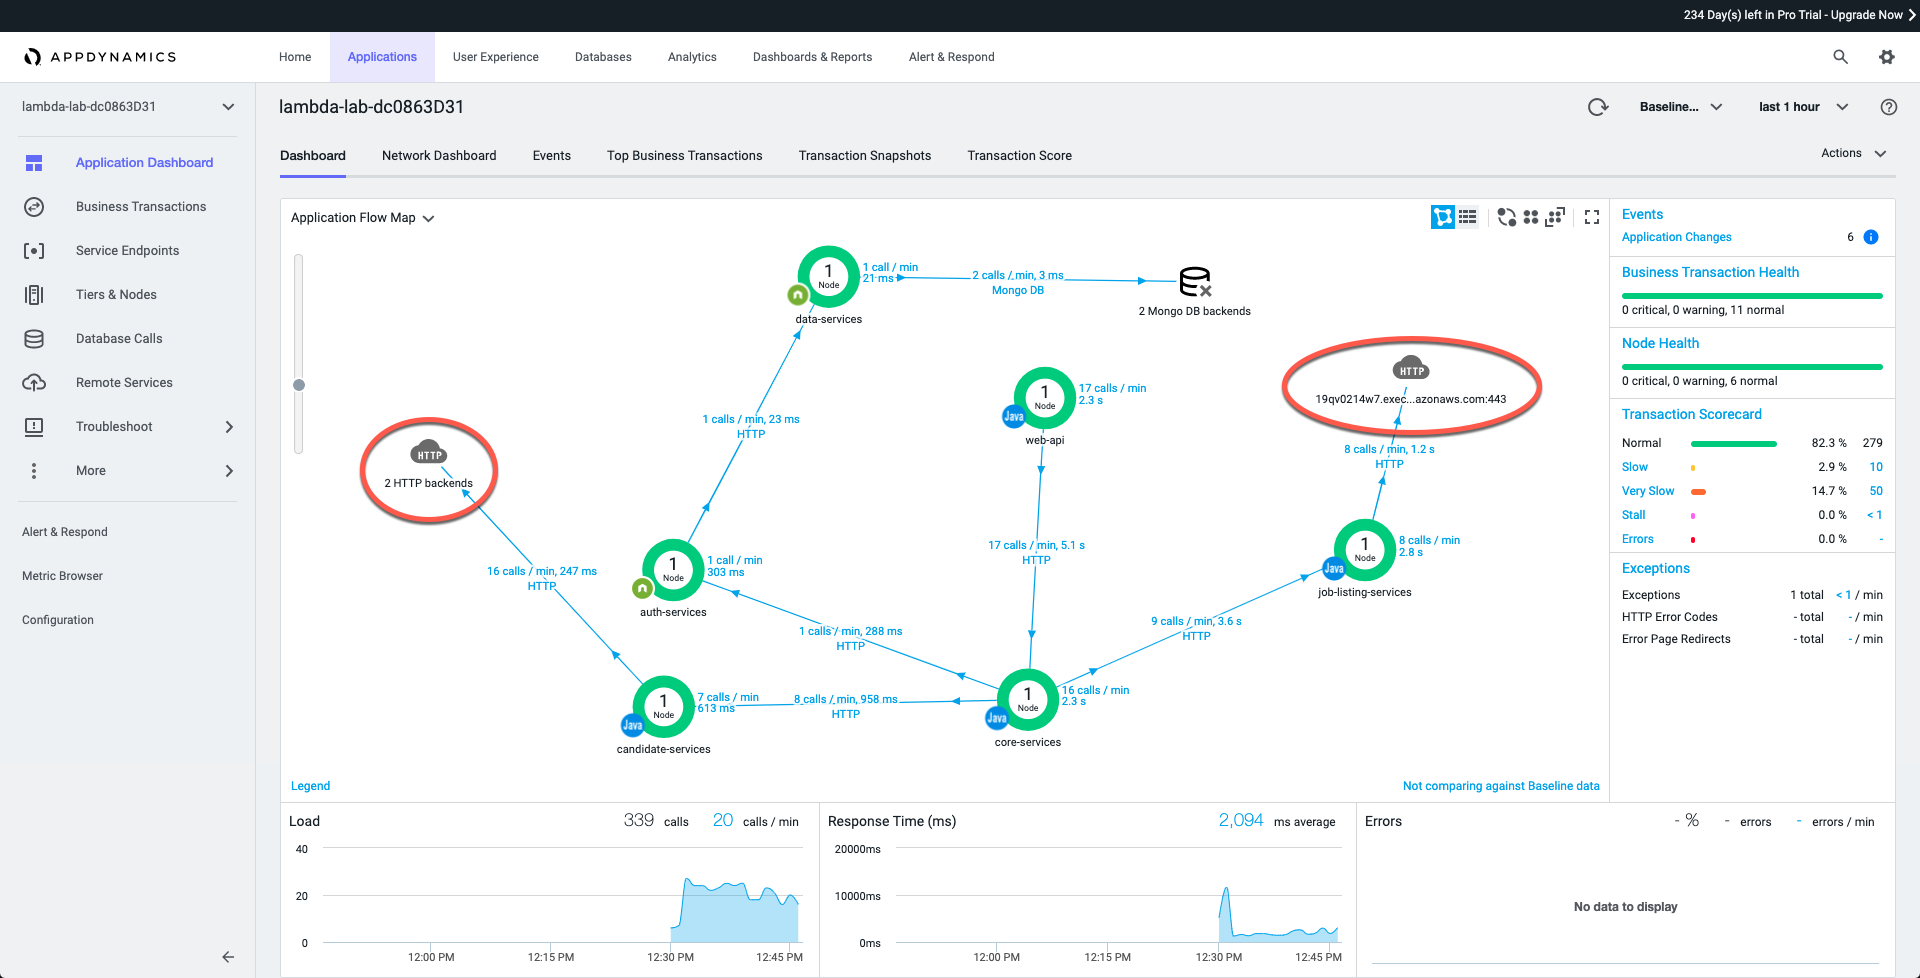 234 Day(s) left in Pro Trial - Upgrade Now
APPDYNAMICS
Home
Applications
User Experience
Databases
Analytics
Dashboards & Reports
Alert & Respond
lambda-lab-dc0863D31
Application Dashboard
Business Transactions
Service Endpoints
Tiers & Nodes
Database Calls
Remote Services
Troubleshoot
More
Alert & Respond
Metric Browser
Configuration
lambda-lab-dc0863D31
Baseline...
last 1 hour
Dashboard
Network Dashboard
Events
Top Business Transactions
Transaction Snapshots
Transaction Score
Actions
Application Flow Map
1
Node
1 call / min
21 ms
data-services
2 calls / min, 3 ms
Mongo DB
2 Mongo DB backends
HTTP
19qv0214w7.exec...azonaws.com:443
1
Node
Java
17 calls / min
2.3 s
web-api
1 calls / min, 23 ms
HTTP
8 calls / min, 1.2 s
HTTP
HTTP
2 HTTP backends
17 calls / min, 5.1 s
HTTP
1
Node
Java
8 calls / min
2.8 s
job-listing-services
16 calls / min, 247 ms
HTTP
1
Node
1 call / min
303 ms
auth-services
1 calls / min, 288 ms
HTTP
9 calls / min, 3.6 s
HTTP
1
Node
Java
7 calls / min
613 ms
candidate-services
8 calls / min, 958 ms
HTTP
1
Node
Java
16 calls / min
2.3 s
core-services
Legend
Not comparing against Baseline data
Events
Application Changes 6
Business Transaction Health
0 critical, 0 warning, 11 normal
Node Health
0 critical, 0 warning, 6 normal
Transaction Scorecard
Normal 82.3 % 279
Slow 2.9 % 10
Very Slow 14.7 % 50
Stall 0.0 % < 1
Errors 0.0 % -
Exceptions
Exceptions 1 total < 1 / min
HTTP Error Codes - total - / min
Error Page Redirects - total - / min
Load 339 calls 20 calls / min
40
20
0
12:00 PM 12:15 PM 12:30 PM 12:45 PM
Response Time (ms) 2,094 ms average
20000ms
10000ms
0ms
12:00 PM 12:15 PM 12:30 PM 12:45 PM
Errors - % - errors - errors / min
No data to display